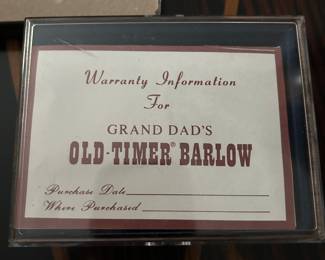 Warranty Information
For
GRAND DAD'S
OLD-TIMER® BARLOW
Purchase Date
Where Purchased